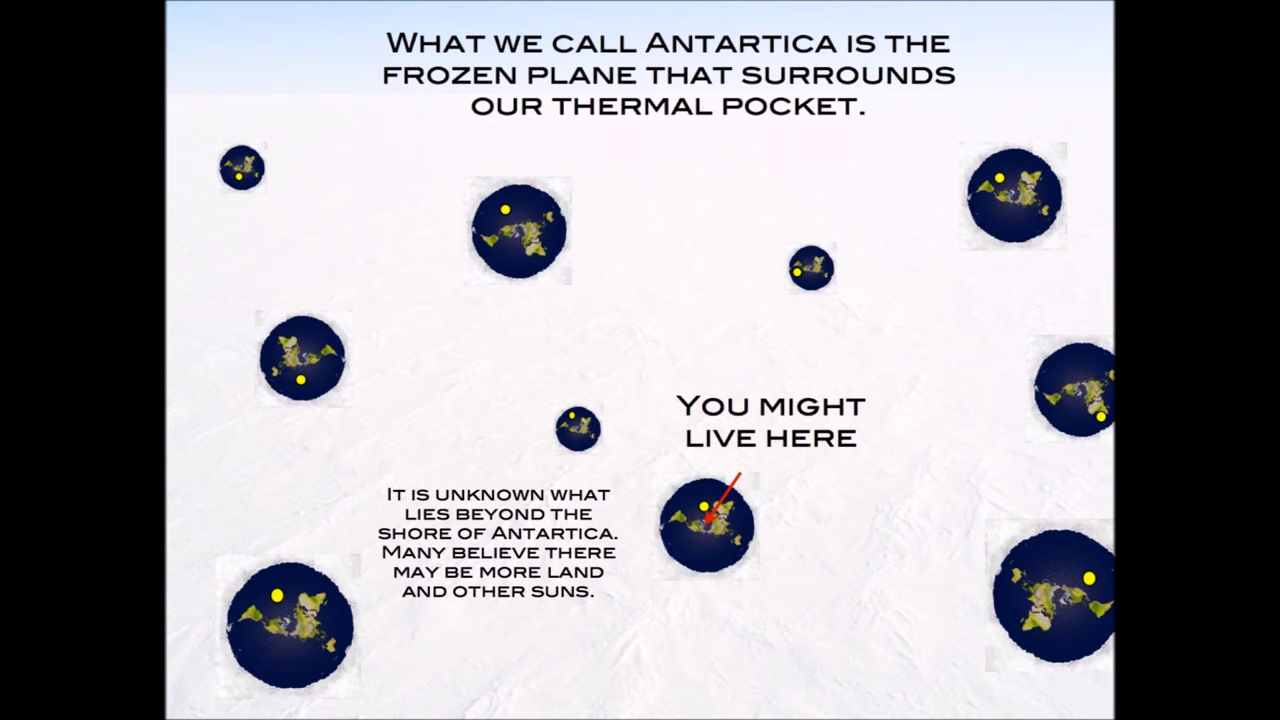 WHAT WE CALL ANTARTICA IS THE
FROZEN PLANE THAT SURROUNDS
OUR THERMAL POCKET.
YOU MIGHT
LIVE HERE
IT IS UNKNOWN WHAT
LIES BEYOND THE
SHORE OF ANTARTICA.
MANY BELIEVE THERE
MAY BE MORE LAND
AND OTHER SUNS.